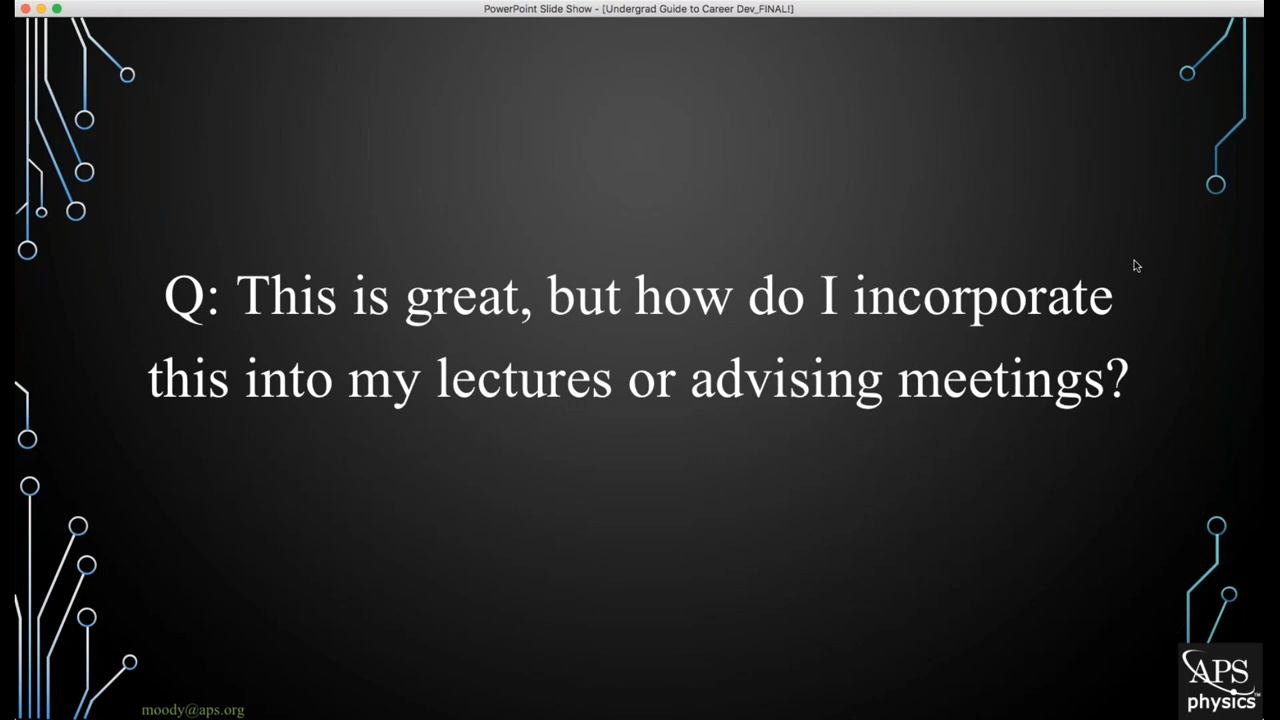 PowerPoint Slide Show - [Undergrad Guide to Career Dev_FINAL!]
Q: This is great, but how do I incorporate
this into my lectures or advising meetings?
APS
physics™
moody@aps.org